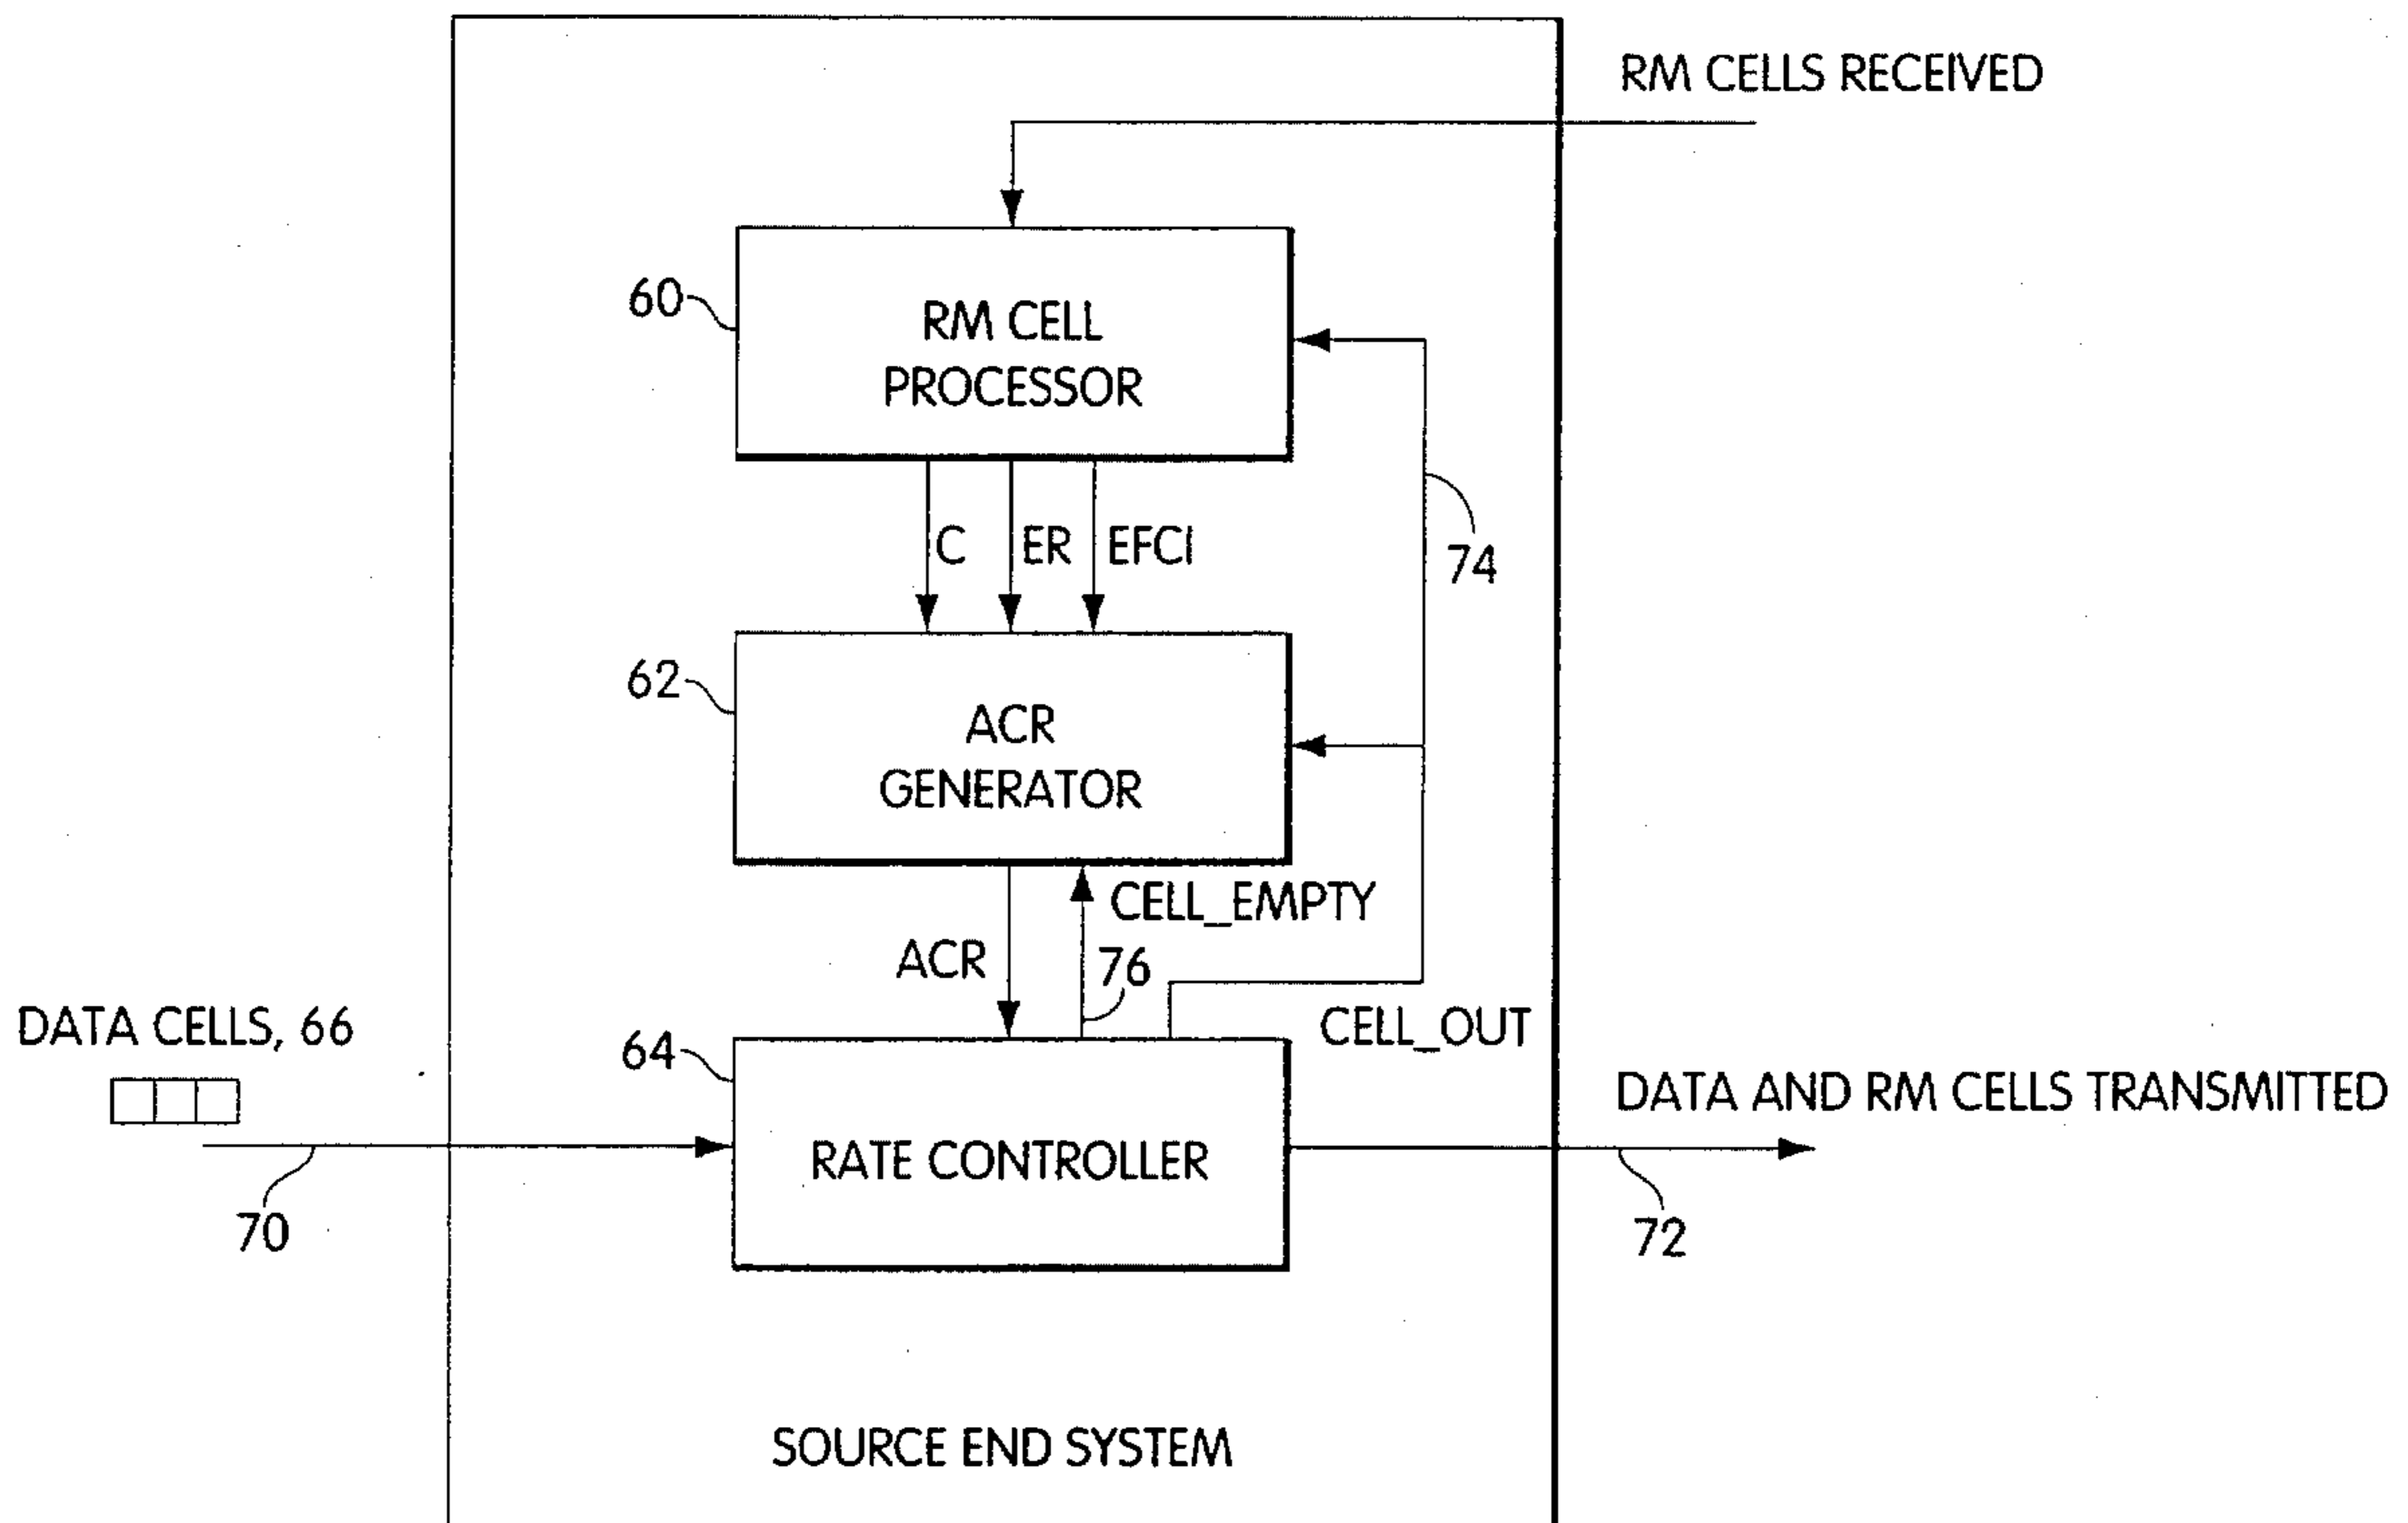 RM CELLS RECEIVED
60
RM CELL
PROCESSOR
C
ER
EFCI
74
62
ACR
GENERATOR
CELL_EMPTY
ACR
76
DATA CELLS, 66
64
CELL_OUT
DATA AND RM CELLS TRANSMITTED
RATE CONTROLLER
70
72
SOURCE END SYSTEM